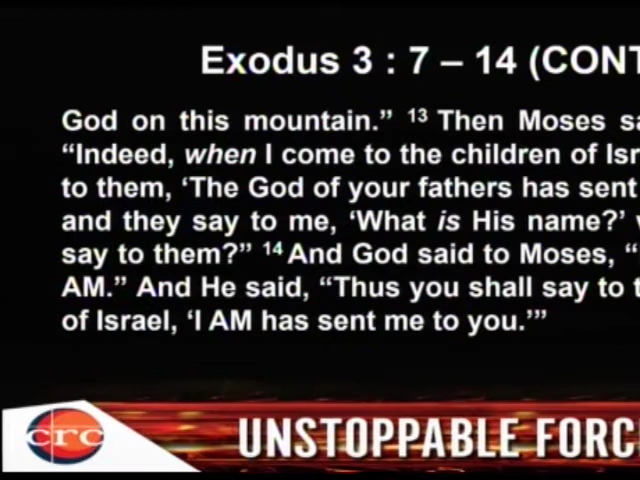 Exodus 3 : 7 – 14 (CONT
God on this mountain.” 13 Then Moses sa
“Indeed, when I come to the children of Isr
to them, ‘The God of your fathers has sent
and they say to me, ‘What is His name?’ w
say to them?” 14 And God said to Moses, “
AM.” And He said, “Thus you shall say to t
of Israel, ‘I AM has sent me to you.’”
crc
UNSTOPPABLE FORC